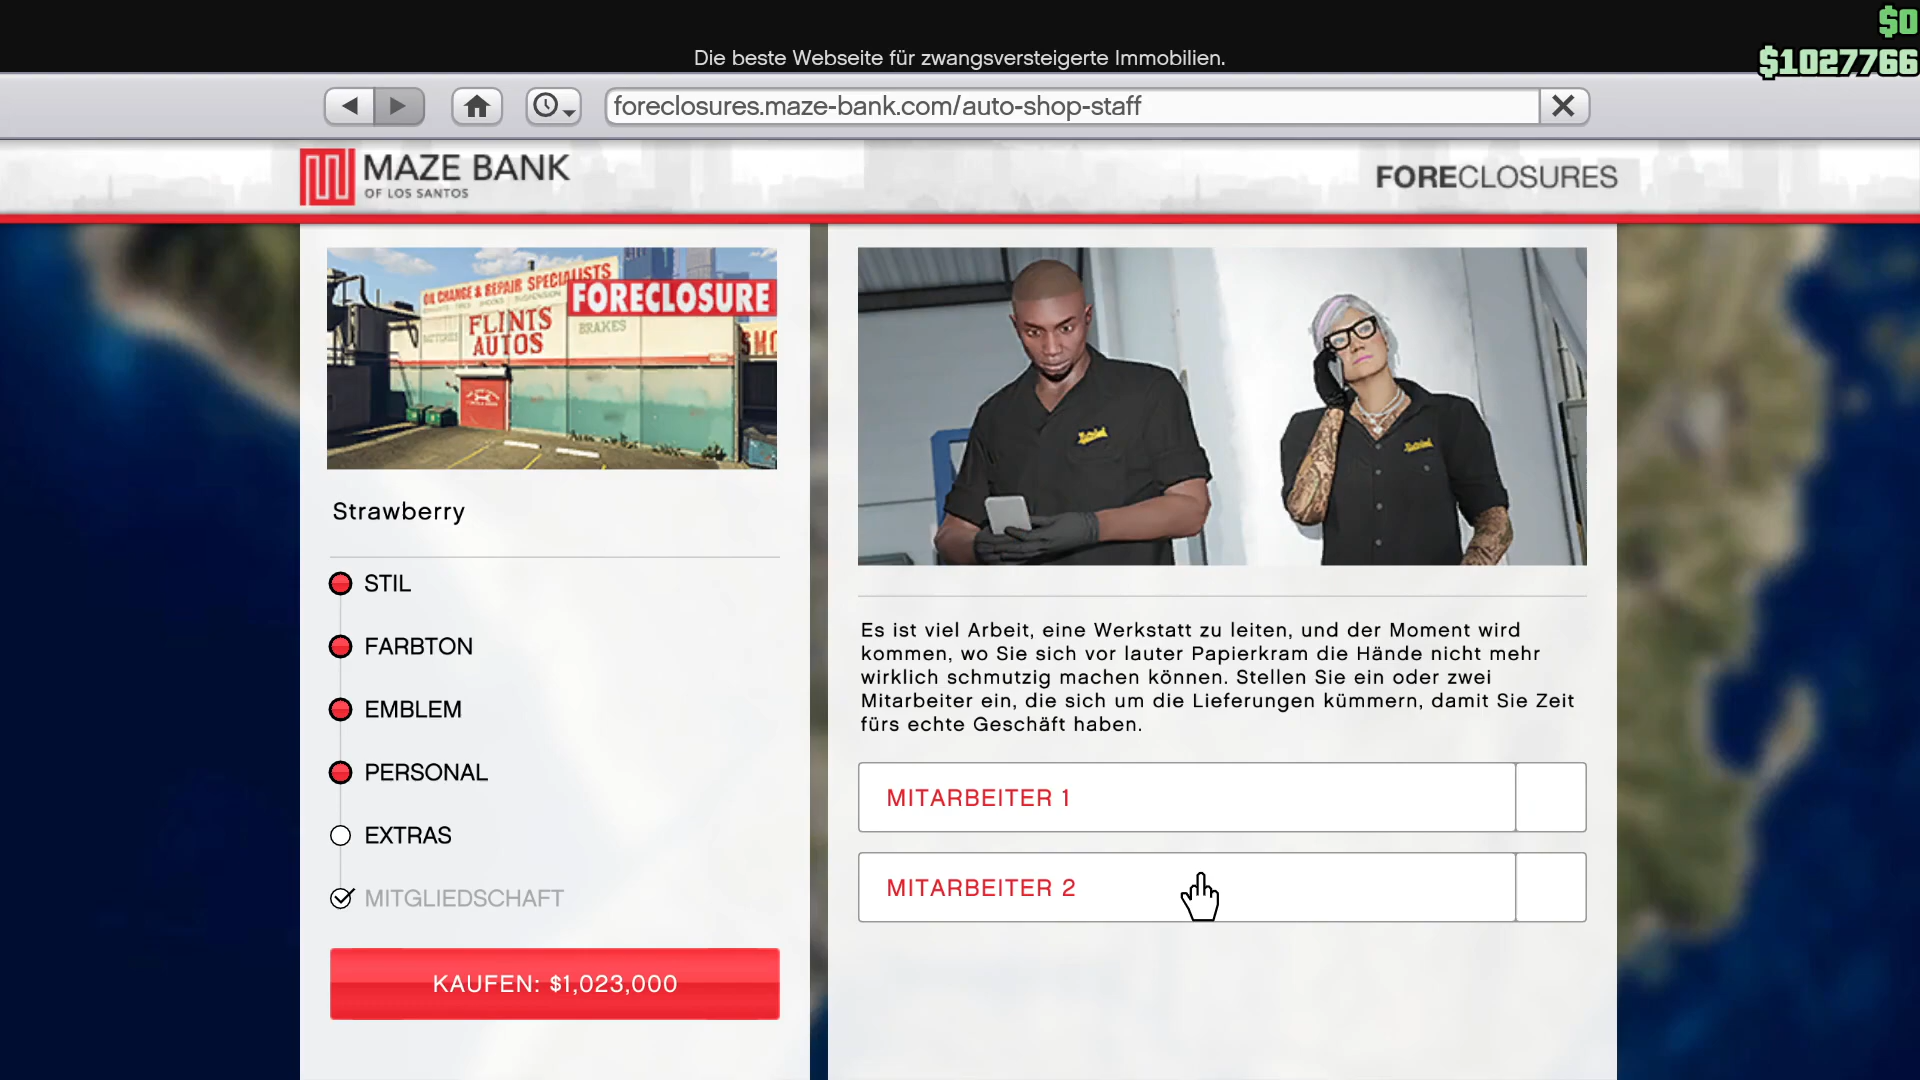 $0
$1027766
Die beste Webseite für zwangsversteigerte Immobilien.
foreclosures.maze-bank.com/auto-shop-staff
MAZE BANK
OF LOS SANTOS
FORECLOSURES
OIL CHANGE & REPAIR SPECIALISTS
FORECLOSURE
FLINTS
AUTOS
BRAKES
Strawberry
STIL
FARBTON
EMBLEM
PERSONAL
EXTRAS
MITGLIEDSCHAFT
KAUFEN: $1,023,000
Es ist viel Arbeit, eine Werkstatt zu leiten, und der Moment wird
kommen, wo Sie sich vor lauter Papierkram die Hände nicht mehr
wirklich schmutzig machen können. Stellen Sie ein oder zwei
Mitarbeiter ein, die sich um die Lieferungen kümmern, damit Sie Zeit
fürs echte Geschäft haben.
MITARBEITER 1
MITARBEITER 2